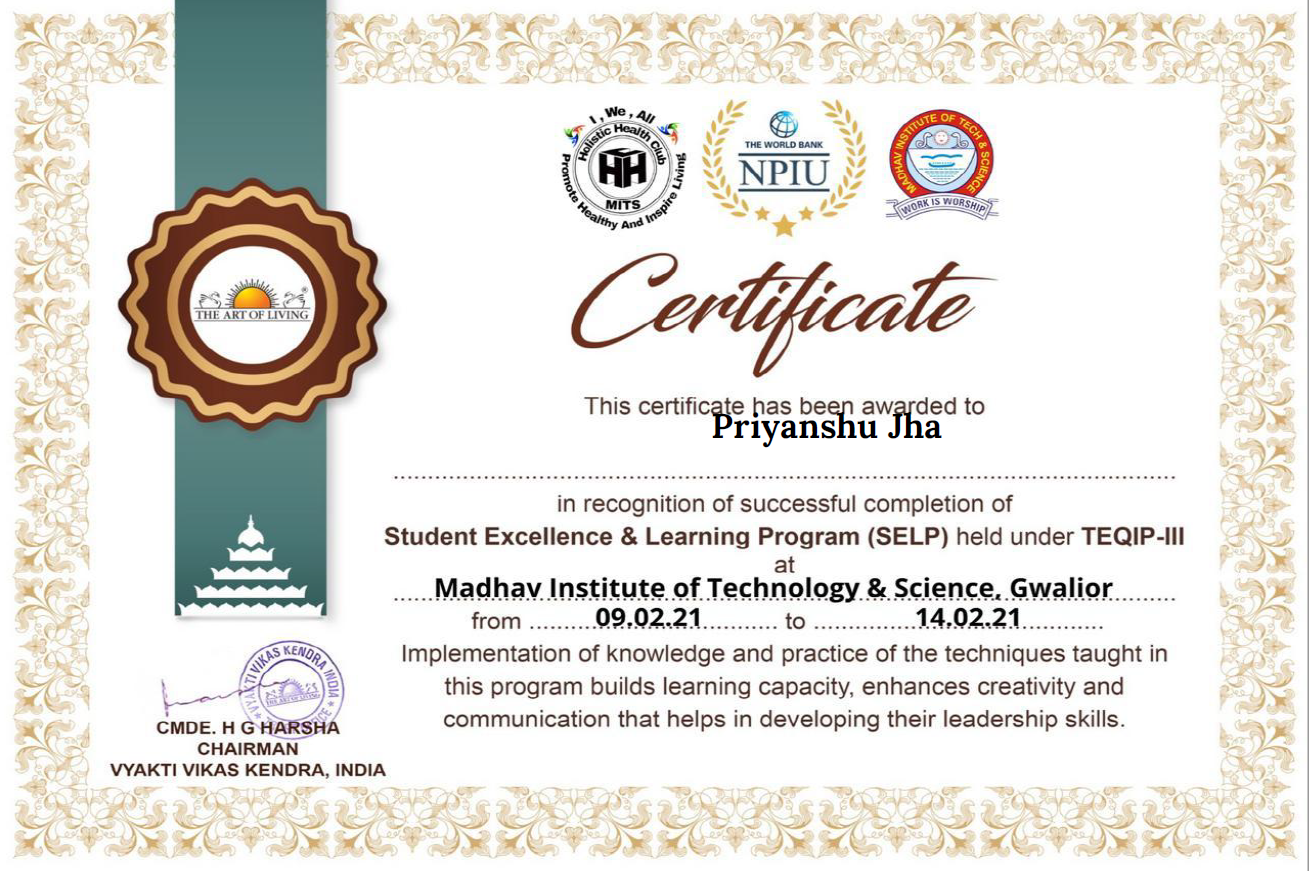 I , We , All
Holistic Health Club
HH
MITS
Promote Healthy And Inspire Living
THE WORLD BANK
NPIU
MADHAV INSTITUTE OF TECH & SCIENCE
WORK IS WORSHIP
THE ART OF LIVING
Certificate
This certificate has been awarded to
Priyanshu Jha
in recognition of successful completion of
Student Excellence & Learning Program (SELP) held under TEQIP-III
at
Madhav Institute of Technology & Science, Gwalior
from 09.02.21 to 14.02.21
Implementation of knowledge and practice of the techniques taught in
this program builds learning capacity, enhances creativity and
communication that helps in developing their leadership skills.
VYAKTI VIKAS KENDRA INDIA
THE ART OF LIVING
CMDE. H G HARSHA
CHAIRMAN
VYAKTI VIKAS KENDRA, INDIA